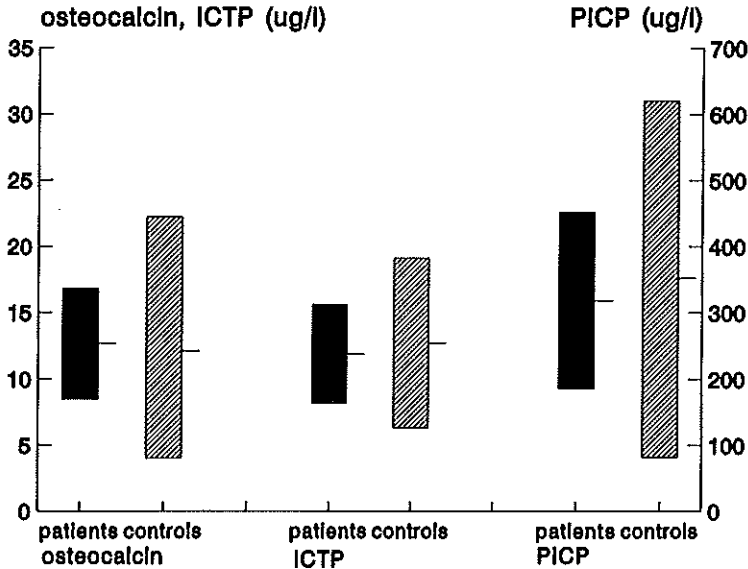 osteocalcin, ICTP (ug/l)
PICP (ug/l)
35
30
25
20
15
10
5
0
700
600
500
400
300
200
100
0
patients controls
osteocalcin
patients controls
ICTP
patients controls
PICP